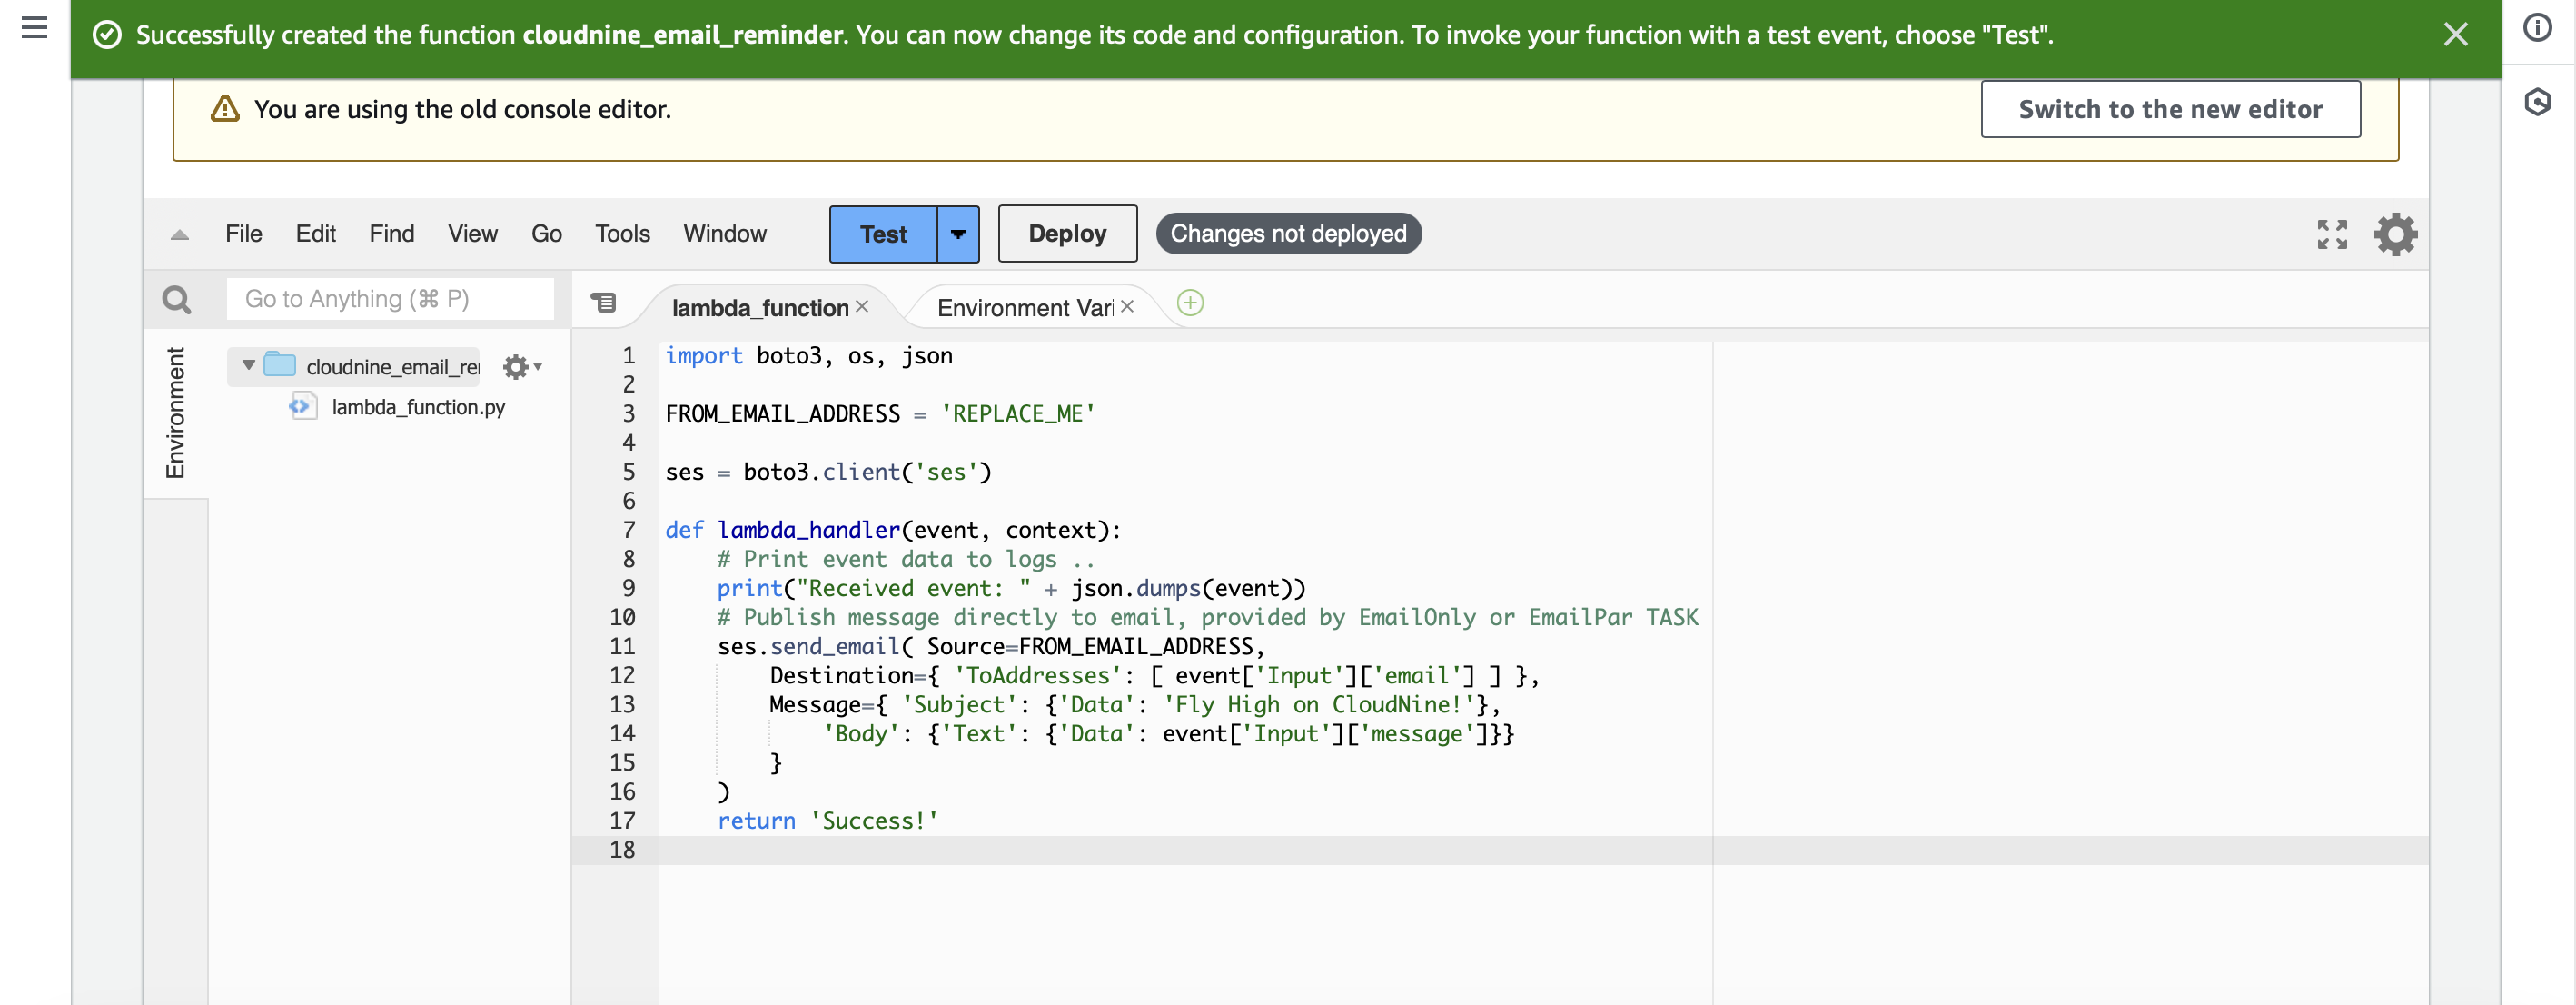 Successfully created the function cloudnine_email_reminder. You can now change its code and configuration. To invoke your function with a test event, choose "Test".
You are using the old console editor.
Switch to the new editor
File Edit Find View Go Tools Window Test Deploy Changes not deployed
Go to Anything (⌘ P)
lambda_function
Environment Vari
Environment
cloudnine_email_rei
lambda_function.py
1 import boto3, os, json
2
3 FROM_EMAIL_ADDRESS = 'REPLACE_ME'
4
5 ses = boto3.client('ses')
6
7 def lambda_handler(event, context):
8     # Print event data to logs ..
9     print("Received event: " + json.dumps(event))
10     # Publish message directly to email, provided by EmailOnly or EmailPar TASK
11     ses.send_email( Source=FROM_EMAIL_ADDRESS,
12         Destination={ 'ToAddresses': [ event['Input']['email'] ] },
13         Message={ 'Subject': {'Data': 'Fly High on CloudNine!'},
14             'Body': {'Text': {'Data': event['Input']['message']}}
15         }
16     )
17     return 'Success!'
18